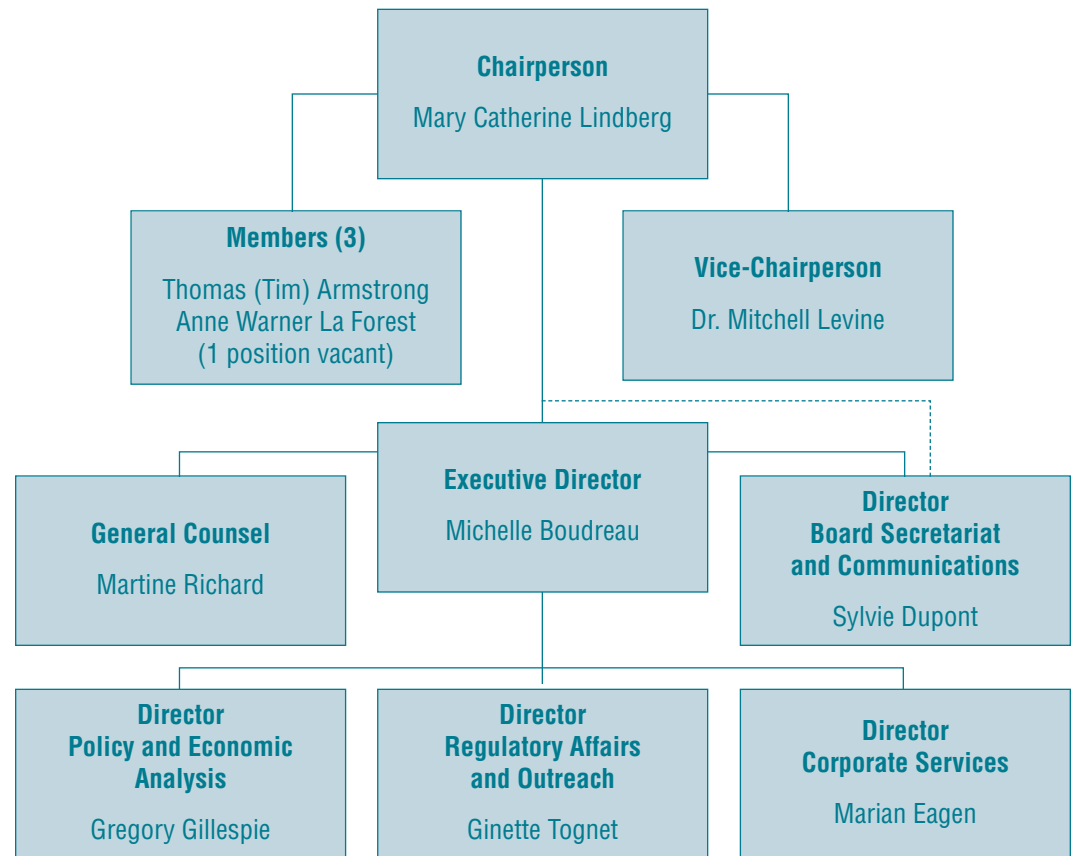 Chairperson
Mary Catherine Lindberg
Members (3)
Thomas (Tim) Armstrong
Anne Warner La Forest
(1 position vacant)
Vice-Chairperson
Dr. Mitchell Levine
Executive Director
Michelle Boudreau
General Counsel
Martine Richard
Director
Board Secretariat
and Communications
Sylvie Dupont
Director
Policy and Economic
Analysis
Gregory Gillespie
Director
Regulatory Affairs
and Outreach
Ginette Tognet
Director
Corporate Services
Marian Eagen